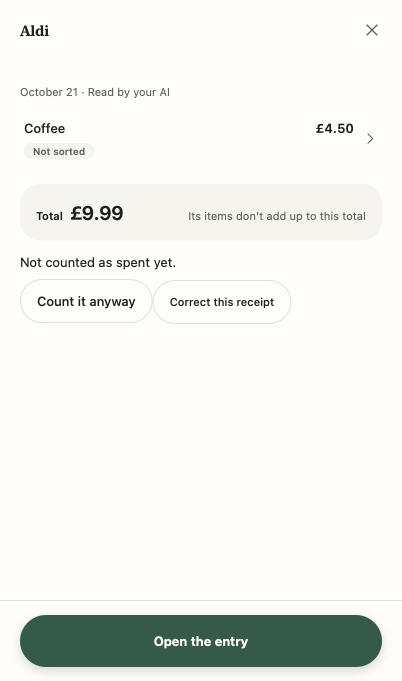 Aldi
October 21 · Read by your AI
Coffee £4.50
Not sorted
Total £9.99 Its items don't add up to this total
Not counted as spent yet.
Count it anyway Correct this receipt
Open the entry